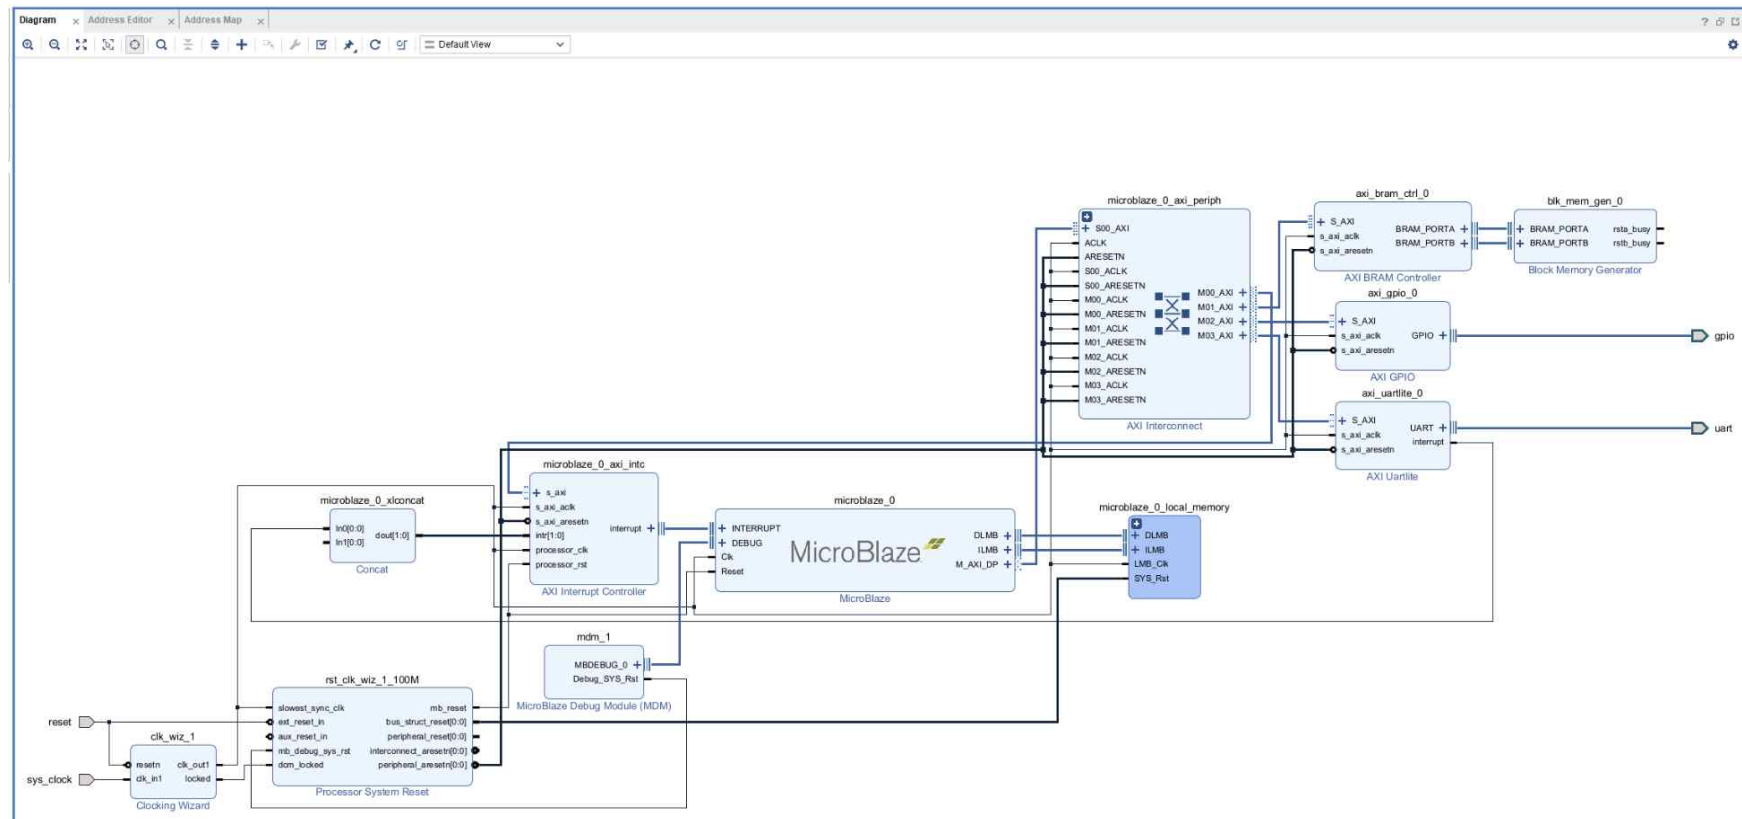 Diagram
Address Editor
Address Map
Default View
microblaze_0_axi_periph
S00_AXI
ACLK
ARESETN
S00_ACLK
S00_ARESETN
M00_ACLK
M00_ARESETN
M01_ACLK
M01_ARESETN
M02_ACLK
M02_ARESETN
M03_ACLK
M03_ARESETN
M00_AXI
M01_AXI
M02_AXI
M03_AXI
AXI Interconnect
axi_bram_ctrl_0
S_AXI
s_axi_aclk
s_axi_aresetn
BRAM_PORTA
BRAM_PORTB
AXI BRAM Controller
blk_mem_gen_0
BRAM_PORTA
BRAM_PORTB
rsta_busy
rstb_busy
Block Memory Generator
axi_gpio_0
S_AXI
s_axi_aclk
s_axi_aresetn
GPIO
AXI GPIO
gpio
axi_uartlite_0
S_AXI
s_axi_aclk
s_axi_aresetn
UART
interrupt
AXI Uartlite
uart
microblaze_0_axi_intc
s_axi
s_axi_aclk
s_axi_aresetn
intr[1:0]
processor_clk
processor_rst
interrupt
AXI Interrupt Controller
microblaze_0_xlconcat
In0[0:0]
In1[0:0]
dout[1:0]
Concat
microblaze_0
INTERRUPT
DEBUG
Clk
Reset
MicroBlaze
DLMB
ILMB
M_AXI_DP
MicroBlaze
microblaze_0_local_memory
DLMB
ILMB
LMB_Clk
SYS_Rst
mdm_1
MBDEBUG_0
Debug_SYS_Rst
MicroBlaze Debug Module (MDM)
rst_clk_wiz_1_100M
slowest_sync_clk
ext_reset_in
aux_reset_in
mb_debug_sys_rst
dcm_locked
mb_reset
bus_struct_reset[0:0]
peripheral_reset[0:0]
interconnect_aresetn[0:0]
peripheral_aresetn[0:0]
Processor System Reset
reset
sys_clock
clk_wiz_1
resetn
clk_in1
clk_out1
locked
Clocking Wizard